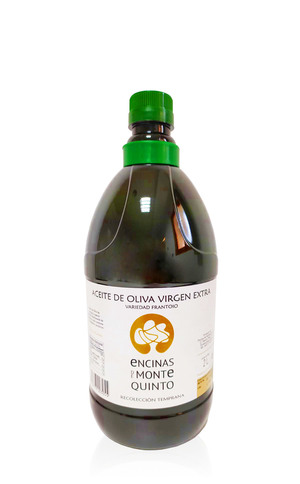 ACEITE DE OLIVA VIRGEN EXTRA
VARIEDAD FRANTOIO
eNCINAS
DE MONTe
QUINTO
RECOLECCIÓN TEMPRANA